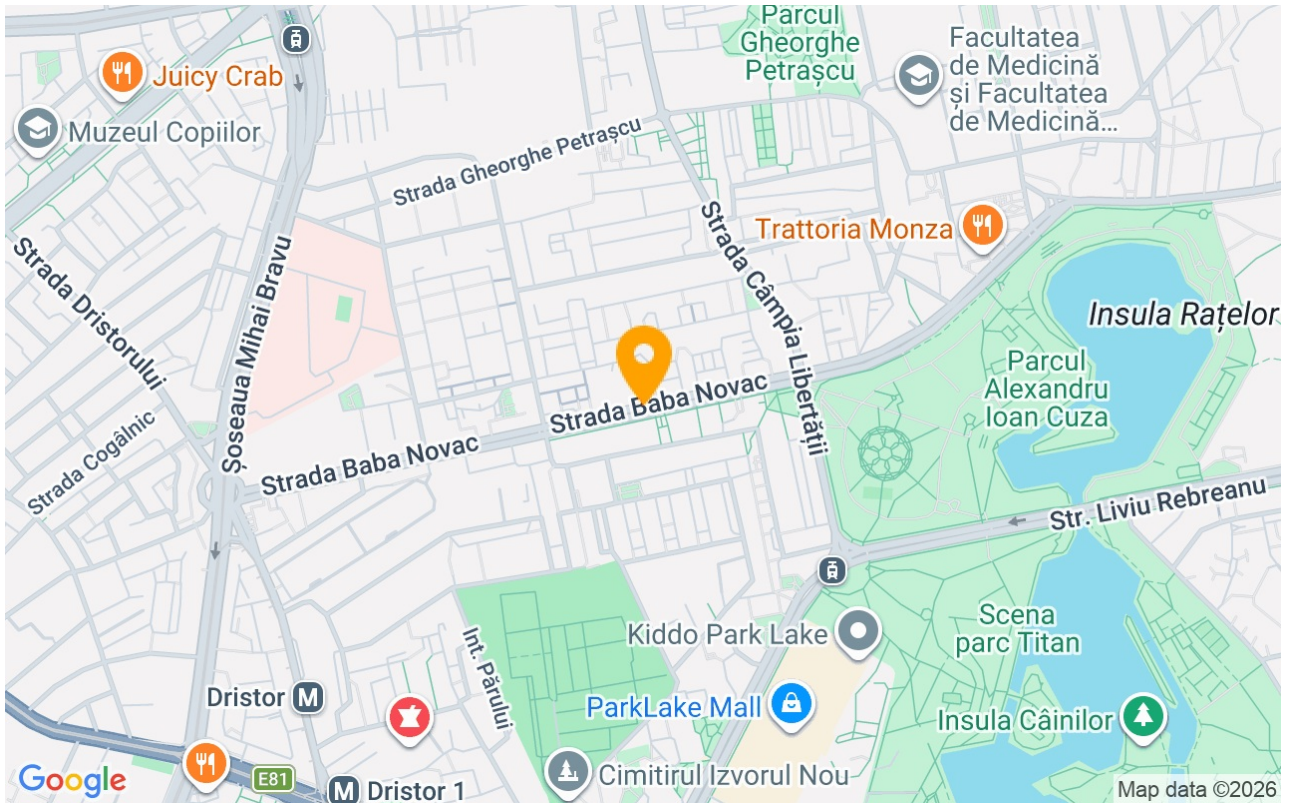 Parcul
Gheorghe
Petrașcu
Facultatea
de Medicină
și Facultatea
de Medicină...
Juicy Crab
Muzeul Copiilor
Strada Gheorghe Petrașcu
Trattoria Monza
Strada Câmpia Libertății
Strada Dristorului
Șoseaua Mihai Bravu
Insula Rațelor
Parcul
Alexandru
Ioan Cuza
Strada Baba Novac
Strada Baba Novac
Strada Cogâlnic
Str. Liviu Rebreanu
Scena
parc Titan
Kiddo Park Lake
Int. Părului
Dristor M
ParkLake Mall
Insula Câinilor
Cimitirul Izvorul Nou
Google
E81
M Dristor 1
Map data ©2026